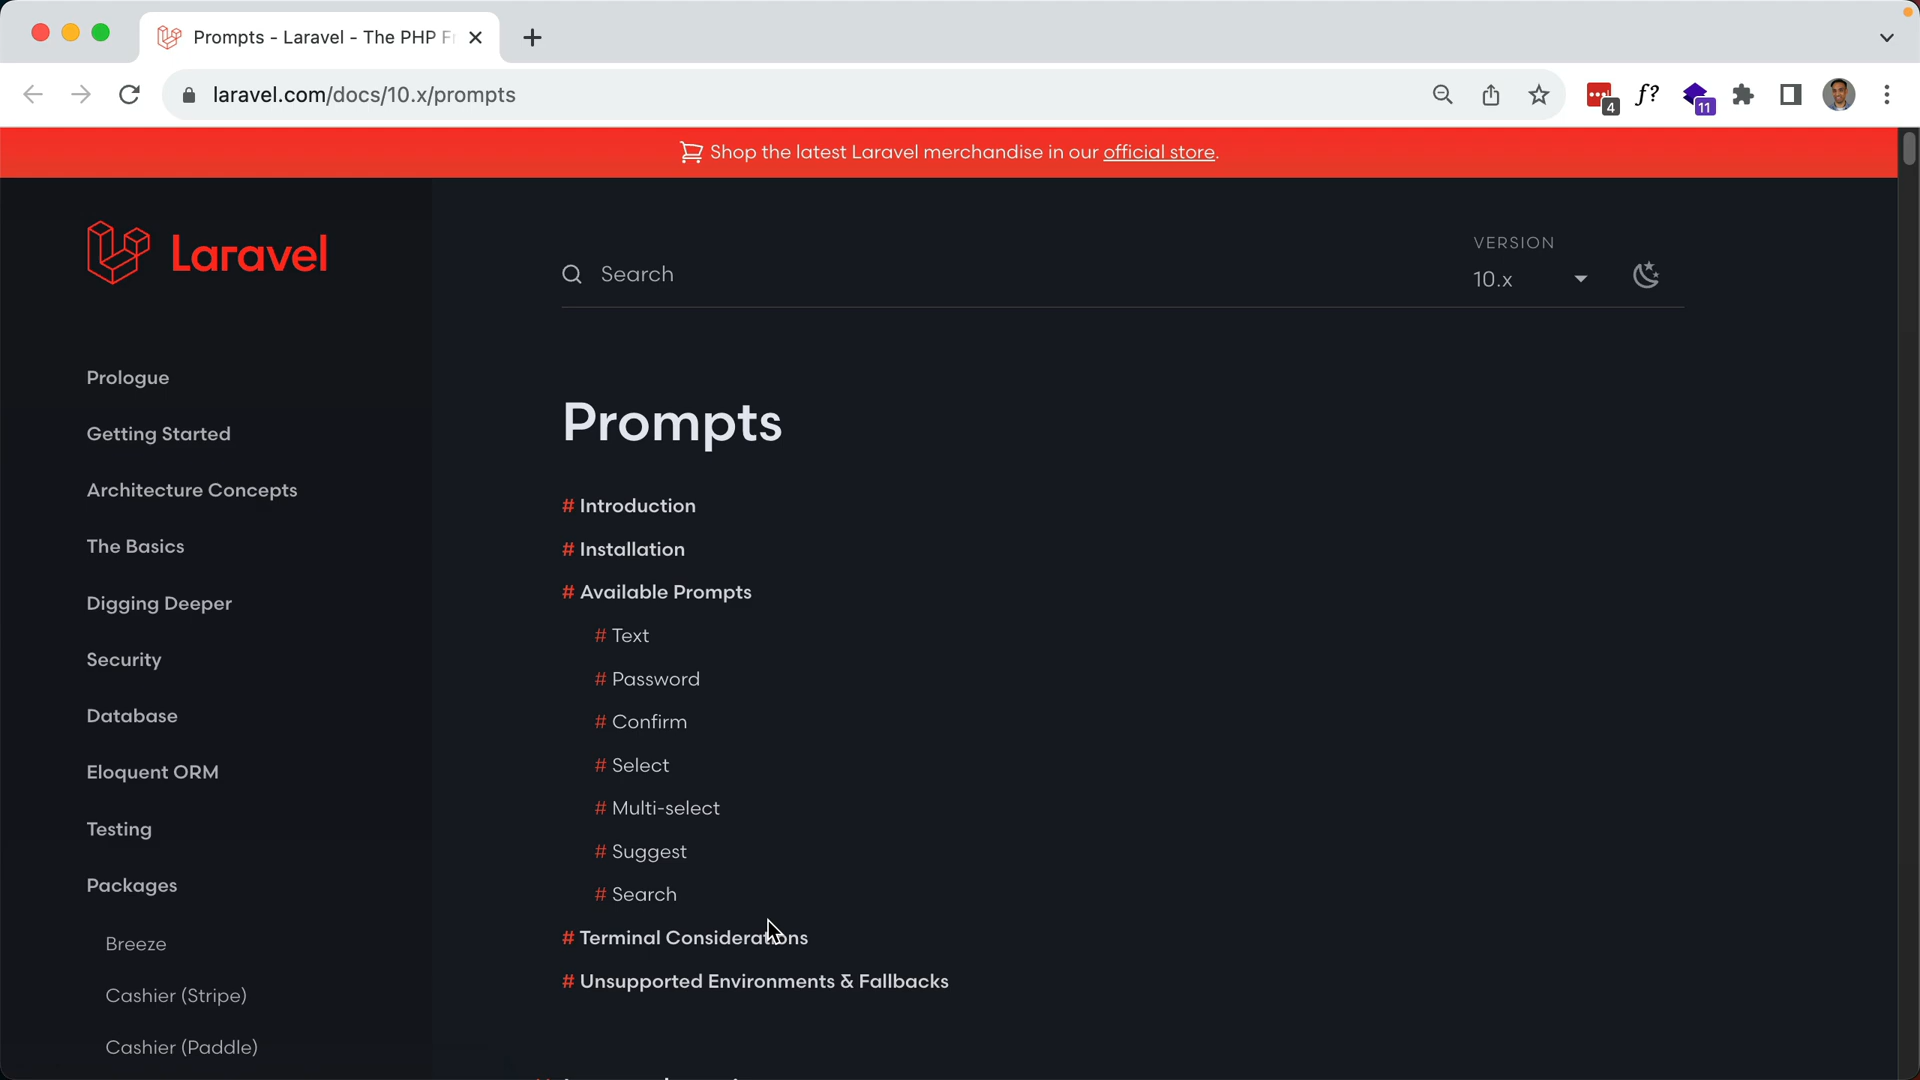 Prompts - Laravel - The PHP Fr
laravel.com/docs/10.x/prompts
4
f?
11
Shop the latest Laravel merchandise in our official store.
Laravel
Search
VERSION
10.x
Prologue
Getting Started
Architecture Concepts
The Basics
Digging Deeper
Security
Database
Eloquent ORM
Testing
Packages
Breeze
Cashier (Stripe)
Cashier (Paddle)
Prompts
# Introduction
# Installation
# Available Prompts
# Text
# Password
# Confirm
# Select
# Multi-select
# Suggest
# Search
# Terminal Considerations
# Unsupported Environments & Fallbacks